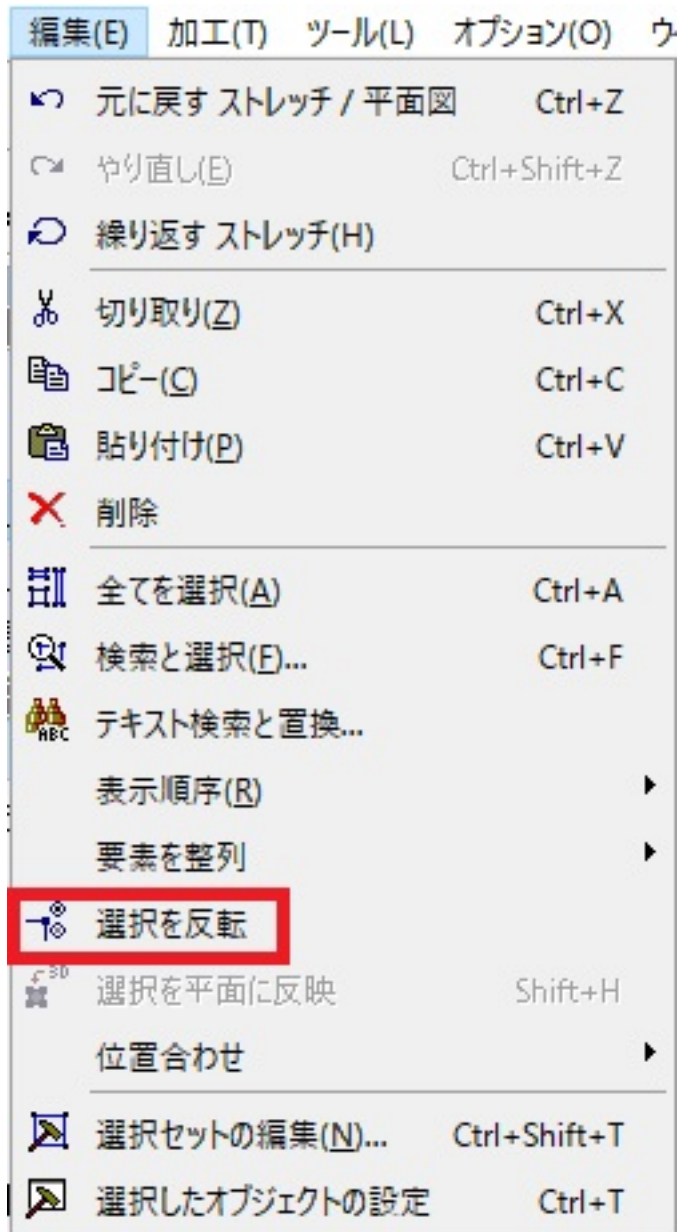 編集(E) 加工(T) ツール(L) オプション(O) ウ
元に戻す ストレッチ / 平面図 Ctrl+Z
やり直し(E) Ctrl+Shift+Z
繰り返す ストレッチ(H)
切り取り(Z) Ctrl+X
コピー(C) Ctrl+C
貼り付け(P) Ctrl+V
削除
全てを選択(A) Ctrl+A
検索と選択(F)... Ctrl+F
ABC テキスト検索と置換...
表示順序(R)
要素を整列
選択を反転
3D 選択を平面に反映 Shift+H
位置合わせ
選択セットの編集(N)... Ctrl+Shift+T
選択したオブジェクトの設定 Ctrl+T